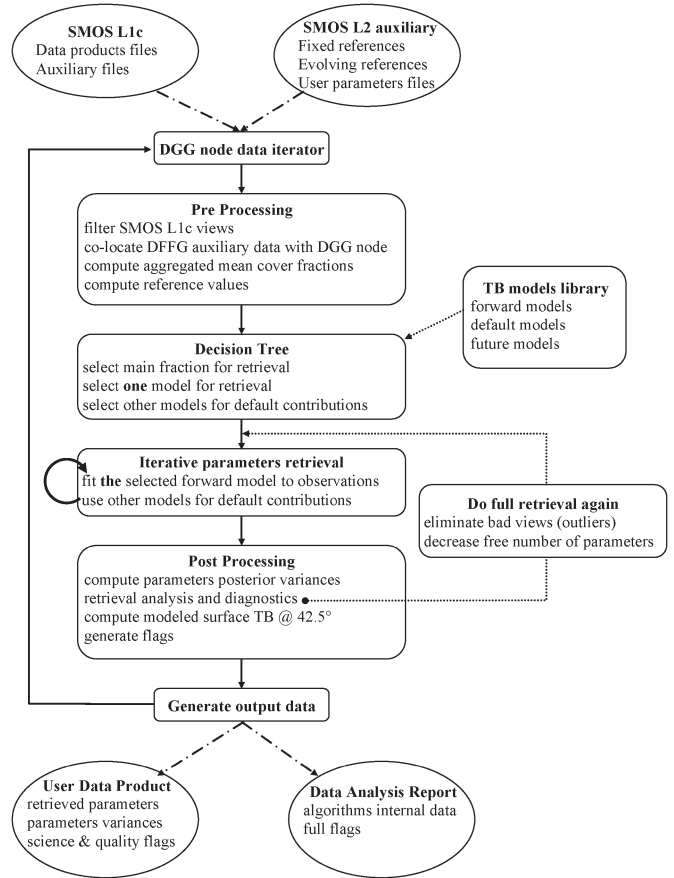 SMOS L1c
Data products files
Auxiliary files
SMOS L2 auxiliary
Fixed references
Evolving references
User parameters files
DGG node data iterator
Pre Processing
filter SMOS L1c views
co-locate DFFG auxiliary data with DGG node
compute aggregated mean cover fractions
compute reference values
TB models library
forward models
default models
future models
Decision Tree
select main fraction for retrieval
select one model for retrieval
select other models for default contributions
Iterative parameters retrieval
fit the selected forward model to observations
use other models for default contributions
Do full retrieval again
eliminate bad views (outliers)
decrease free number of parameters
Post Processing
compute parameters posterior variances
retrieval analysis and diagnostics
compute modeled surface TB @ 42.5°
generate flags
Generate output data
User Data Product
retrieved parameters
parameters variances
science & quality flags
Data Analysis Report
algorithms internal data
full flags